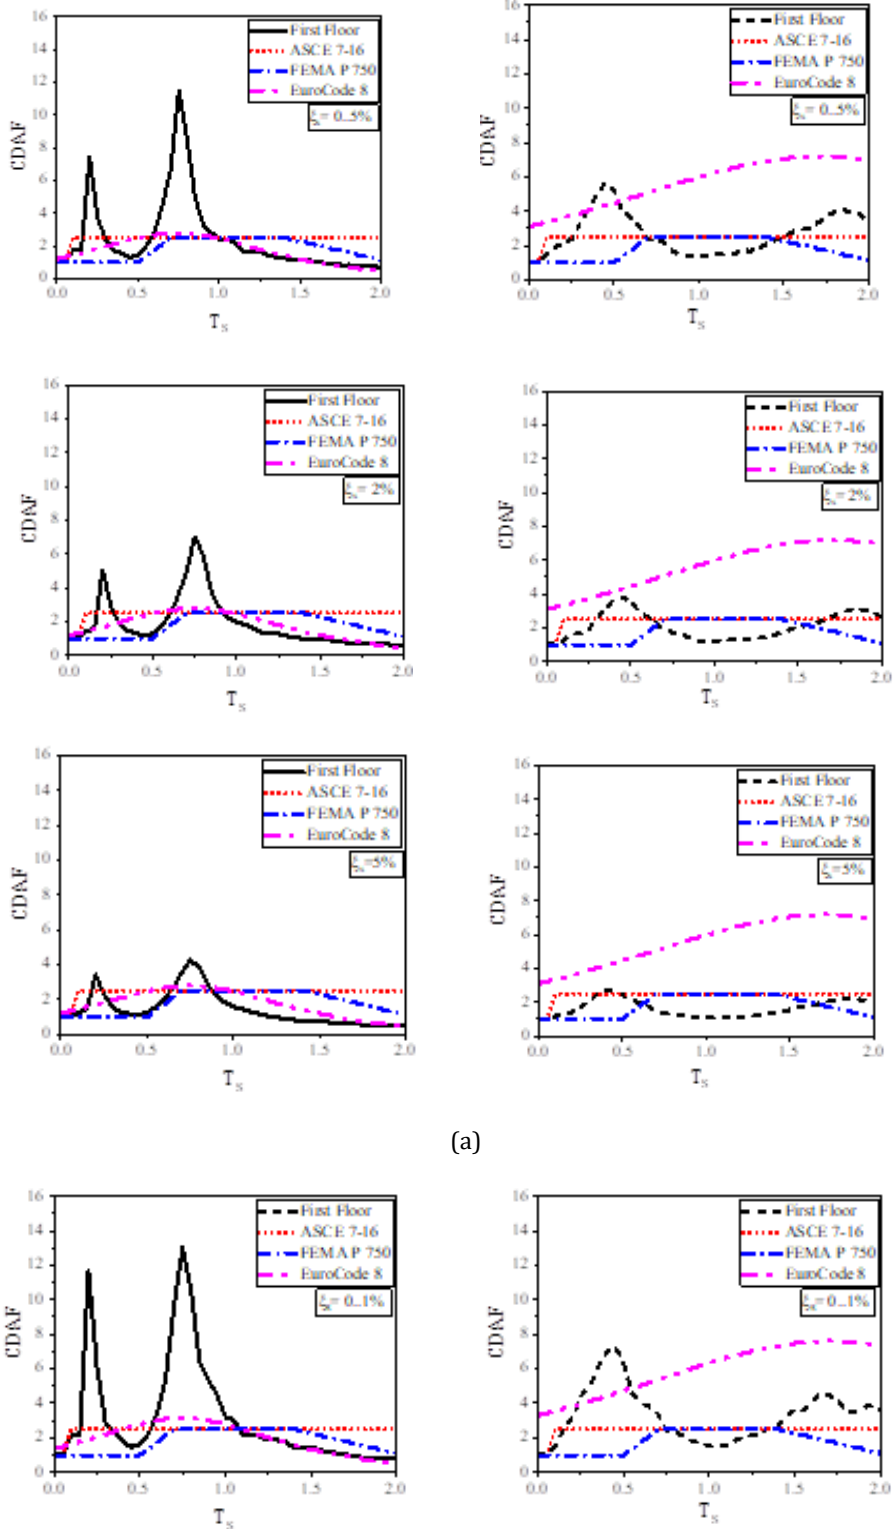 16
14
12
10
8
6
4
2
0
CDAF
First Floor
ASCE 7-16
FEMA P 750
EuroCode 8
ξs= 0..5%
0.0 0.5 1.0 1.5 2.0
Ts
16
14
12
10
8
6
4
2
0
CDAF
First Floor
ASCE 7-16
FEMA P 750
EuroCode 8
ξs= 0..5%
0.0 0.5 1.0 1.5 2.0
Ts
16
14
12
10
8
6
4
2
0
CDAF
First Floor
ASCE 7-16
FEMA P 750
EuroCode 8
ξs= 2%
0.0 0.5 1.0 1.5 2.0
Ts
16
14
12
10
8
6
4
2
0
CDAF
First Floor
ASCE 7-16
FEMA P 750
EuroCode 8
ξs= 2%
0.0 0.5 1.0 1.5 2.0
Ts
16
14
12
10
8
6
4
2
0
CDAF
First Floor
ASCE 7-16
FEMA P 750
EuroCode 8
ξs=5%
0.0 0.5 1.0 1.5 2.0
Ts
16
14
12
10
8
6
4
2
0
CDAF
First Floor
ASCE 7-16
FEMA P 750
EuroCode 8
ξs=5%
0.0 0.5 1.0 1.5 2.0
Ts
(a)
16
14
12
10
8
6
4
2
0
CDAF
First Floor
ASCE 7-16
FEMA P 750
EuroCode 8
ξs= 0..1%
0.0 0.5 1.0 1.5 2.0
Ts
16
14
12
10
8
6
4
2
0
CDAF
First Floor
ASCE 7-16
FEMA P 750
EuroCode 8
ξs= 0..1%
0.0 0.5 1.0 1.5 2.0
Ts